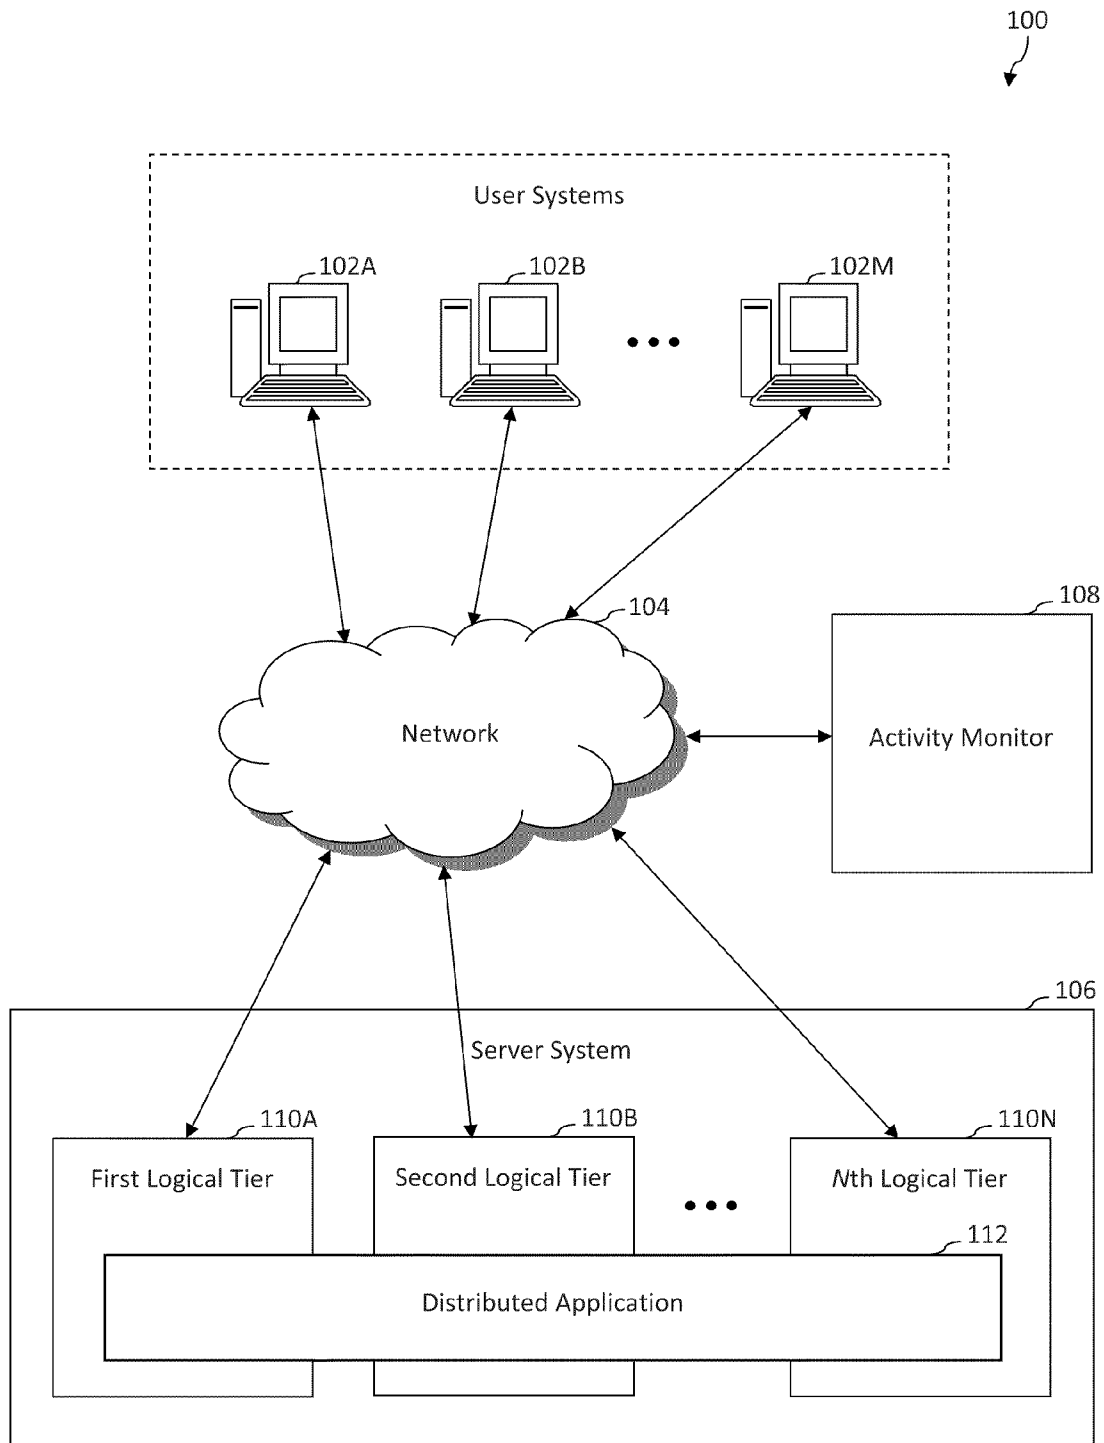 100
User Systems
102A
102B
102M
104
108
Network
Activity Monitor
106
Server System
110A
110B
110N
First Logical Tier
Second Logical Tier
Nth Logical Tier
112
Distributed Application